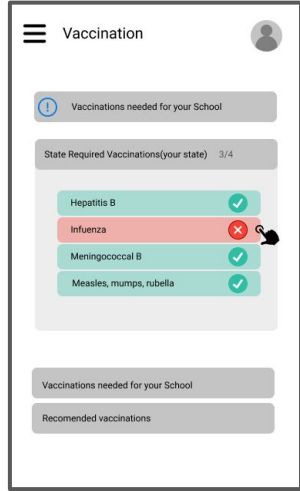 Vaccination
Vaccinations needed for your School
State Required Vaccinations(your state) 3/4
Hepatitis B
Infuenza
Meningococcal B
Measles, mumps, rubella
Vaccinations needed for your School
Recomended vaccinations